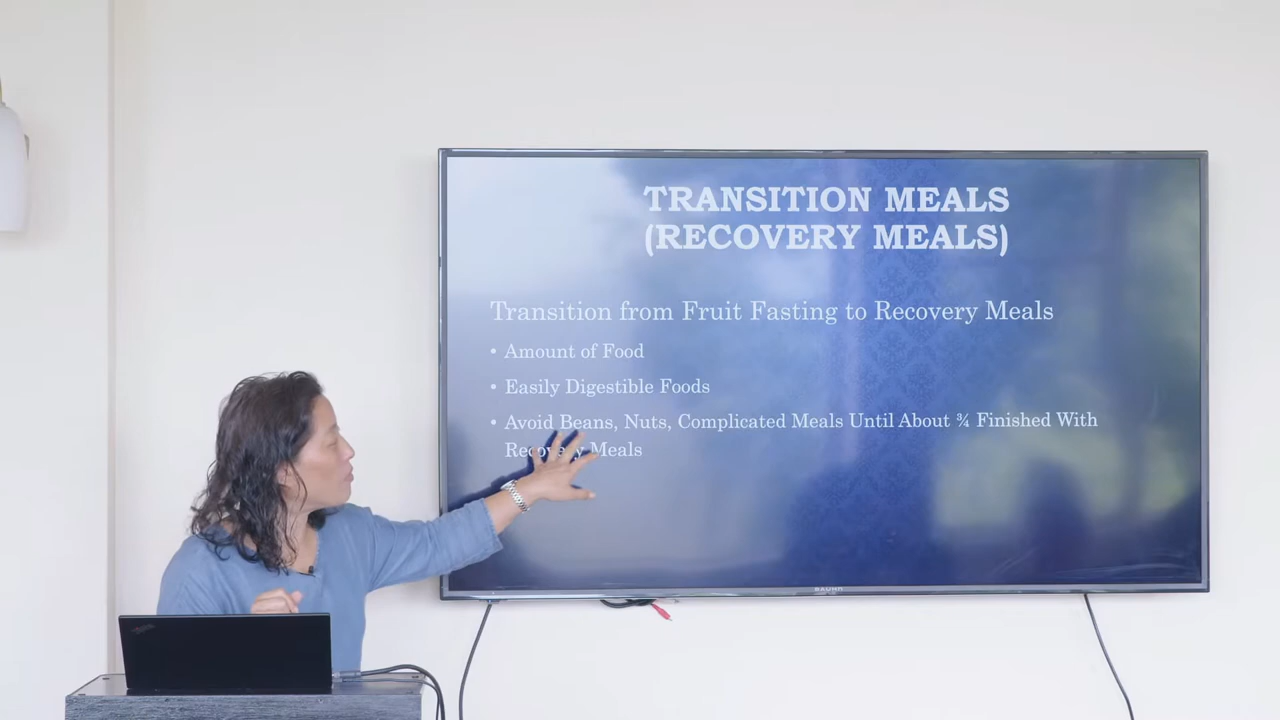 TRANSITION MEALS
(RECOVERY MEALS)
Transition from Fruit Fasting to Recovery Meals
• Amount of Food
• Easily Digestible Foods
• Avoid Beans, Nuts, Complicated Meals Until About ¾ Finished With
Recovery Meals